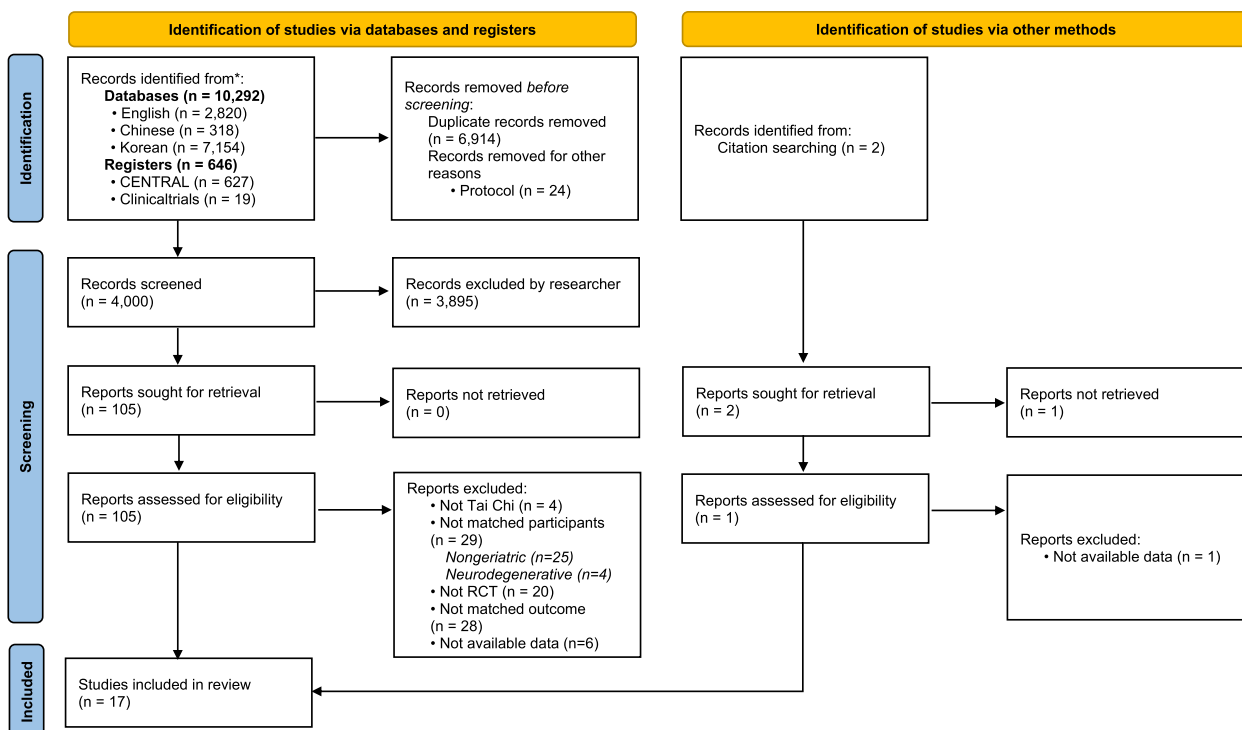 Identification of studies via databases and registers
Identification of studies via other methods
Identification
Records identified from*:
Databases (n = 10,292)
• English (n = 2,820)
• Chinese (n = 318)
• Korean (n = 7,154)
Registers (n = 646)
• CENTRAL (n = 627)
• Clinicaltrials (n = 19)
Records removed before
screening:
Duplicate records removed
(n = 6,914)
Records removed for other
reasons
• Protocol (n = 24)
Records identified from:
Citation searching (n = 2)
Screening
Records screened
(n = 4,000)
Records excluded by researcher
(n = 3,895)
Reports sought for retrieval
(n = 105)
Reports not retrieved
(n = 0)
Reports sought for retrieval
(n = 2)
Reports not retrieved
(n = 1)
Reports assessed for eligibility
(n = 105)
Reports excluded:
• Not Tai Chi (n = 4)
• Not matched participants
(n = 29)
Nongeriatric (n=25)
Neurodegenerative (n=4)
• Not RCT (n = 20)
• Not matched outcome
(n = 28)
• Not available data (n=6)
Reports assessed for eligibility
(n = 1)
Reports excluded:
• Not available data (n = 1)
Included
Studies included in review
(n = 17)